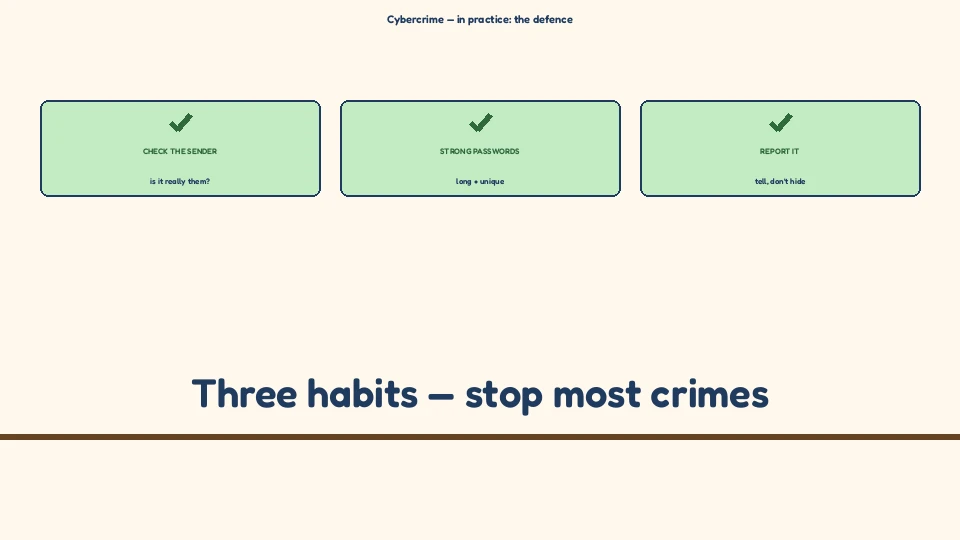 Cybercrime — in practice: the defence
CHECK THE SENDER
is it really them?
STRONG PASSWORDS
long + unique
REPORT IT
tell, don't hide
Three habits — stop most crimes